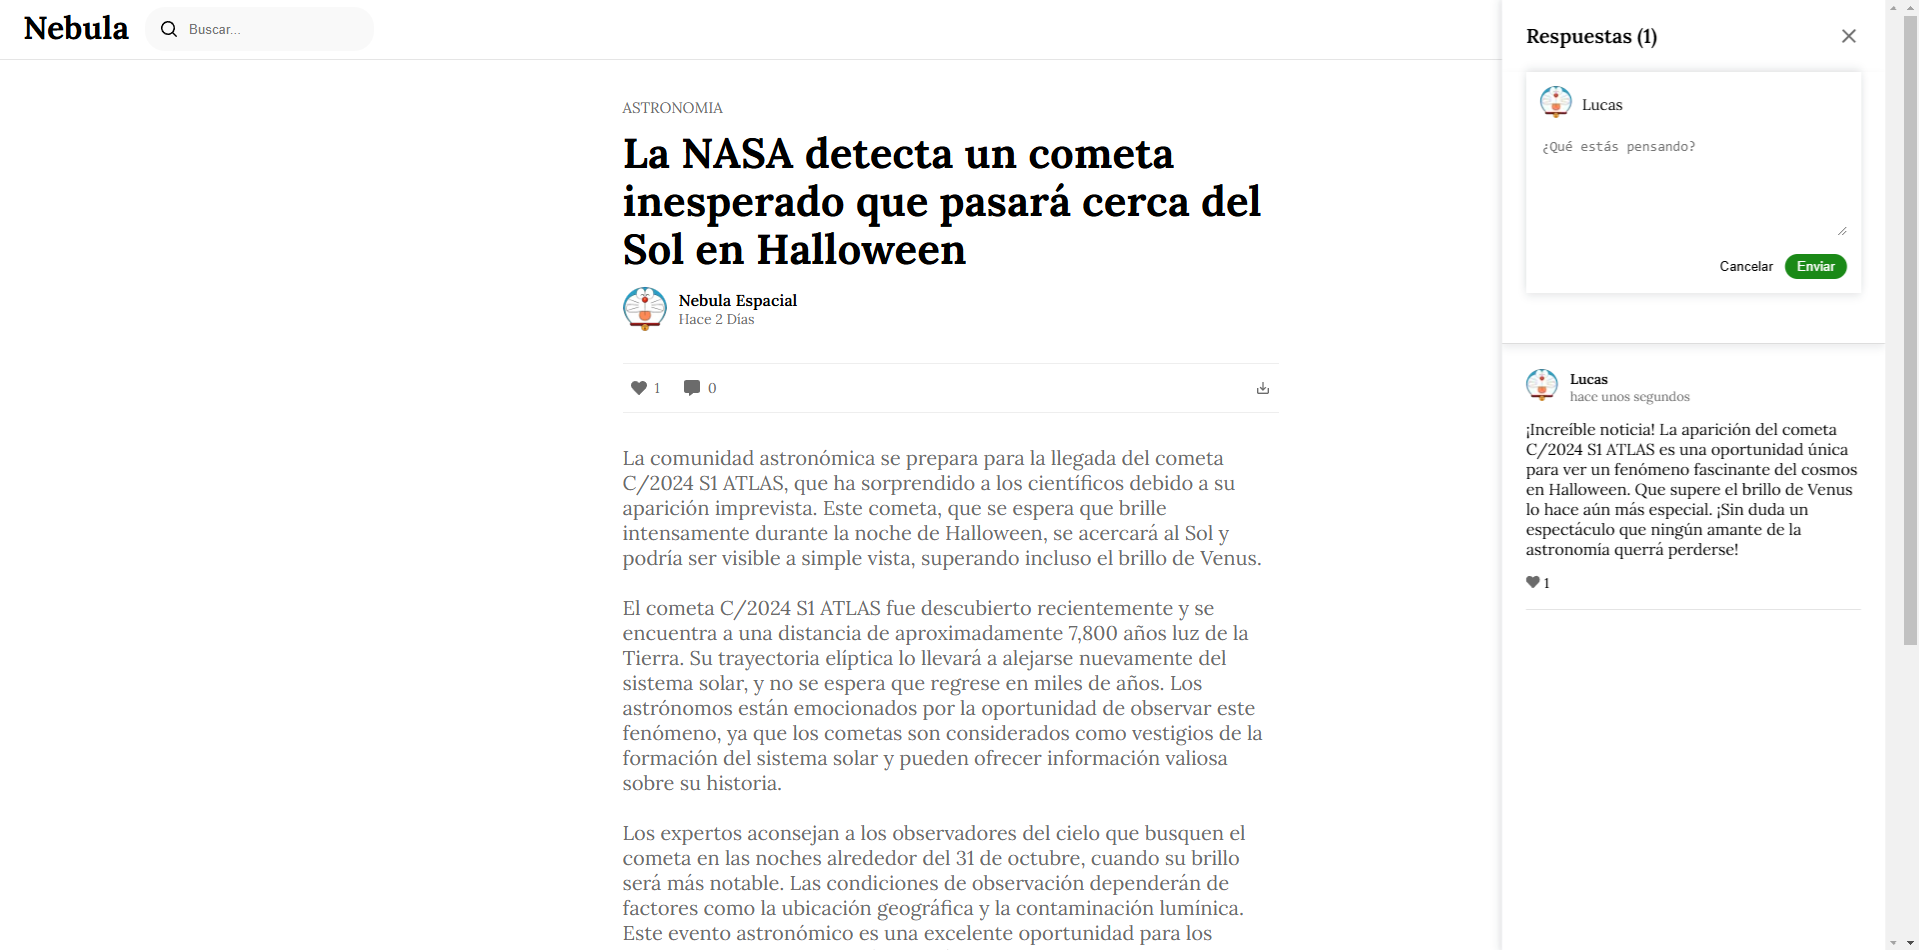 Nebula
Buscar...
ASTRONOMIA
La NASA detecta un cometa
inesperado que pasará cerca del
Sol en Halloween
Nebula Espacial
Hace 2 Días
1
0
La comunidad astronómica se prepara para la llegada del cometa
C/2024 S1 ATLAS, que ha sorprendido a los científicos debido a su
aparición imprevista. Este cometa, que se espera que brille
intensamente durante la noche de Halloween, se acercará al Sol y
podría ser visible a simple vista, superando incluso el brillo de Venus.
El cometa C/2024 S1 ATLAS fue descubierto recientemente y se
encuentra a una distancia de aproximadamente 7,800 años luz de la
Tierra. Su trayectoria elíptica lo llevará a alejarse nuevamente del
sistema solar, y no se espera que regrese en miles de años. Los
astrónomos están emocionados por la oportunidad de observar este
fenómeno, ya que los cometas son considerados como vestigios de la
formación del sistema solar y pueden ofrecer información valiosa
sobre su historia.
Los expertos aconsejan a los observadores del cielo que busquen el
cometa en las noches alrededor del 31 de octubre, cuando su brillo
será más notable. Las condiciones de observación dependerán de
factores como la ubicación geográfica y la contaminación lumínica.
Este evento astronómico es una excelente oportunidad para los
Respuestas (1)
Lucas
¿Qué estás pensando?
Cancelar
Enviar
Lucas
hace unos segundos
¡Increíble noticia! La aparición del cometa
C/2024 S1 ATLAS es una oportunidad única
para ver un fenómeno fascinante del cosmos
en Halloween. Que supere el brillo de Venus
lo hace aún más especial. ¡Sin duda un
espectáculo que ningún amante de la
astronomía querrá perderse!
1